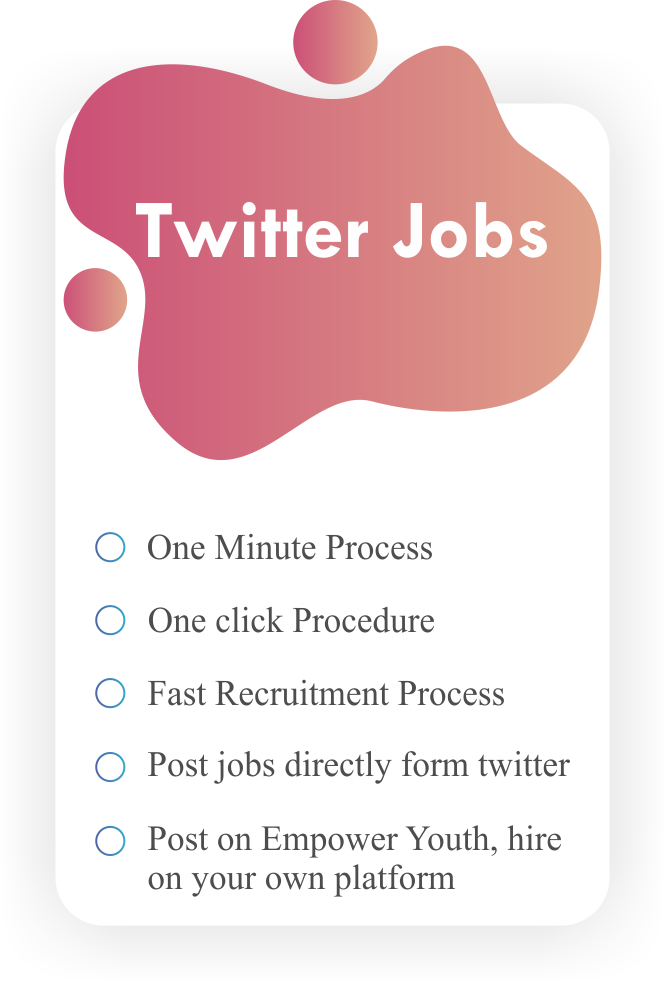 Twitter Jobs
One Minute Process
One click Procedure
Fast Recruitment Process
Post jobs directly form twitter
Post on Empower Youth, hire
on your own platform